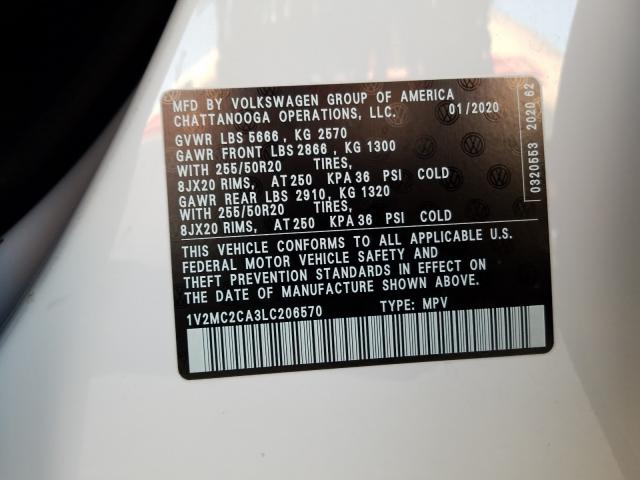 MFD BY VOLKSWAGEN GROUP OF AMERICA
CHATTANOOGA OPERATIONS, LLC. 01/2020
GVWR LBS 5666, KG 2570
GAWR FRONT LBS 2866, KG 1300
WITH 255/50R20 TIRES,
8JX20 RIMS, AT 250 KPA 36 PSI COLD
GAWR REAR LBS 2910, KG 1320
WITH 255/50R20 TIRES,
8JX20 RIMS, AT 250 KPA 36 PSI COLD
THIS VEHICLE CONFORMS TO ALL APPLICABLE U.S.
FEDERAL MOTOR VEHICLE SAFETY AND
THEFT PREVENTION STANDARDS IN EFFECT ON
THE DATE OF MANUFACTURE SHOWN ABOVE.
1V2MC2CA3LC206570 TYPE: MPV
0320553 2020 62